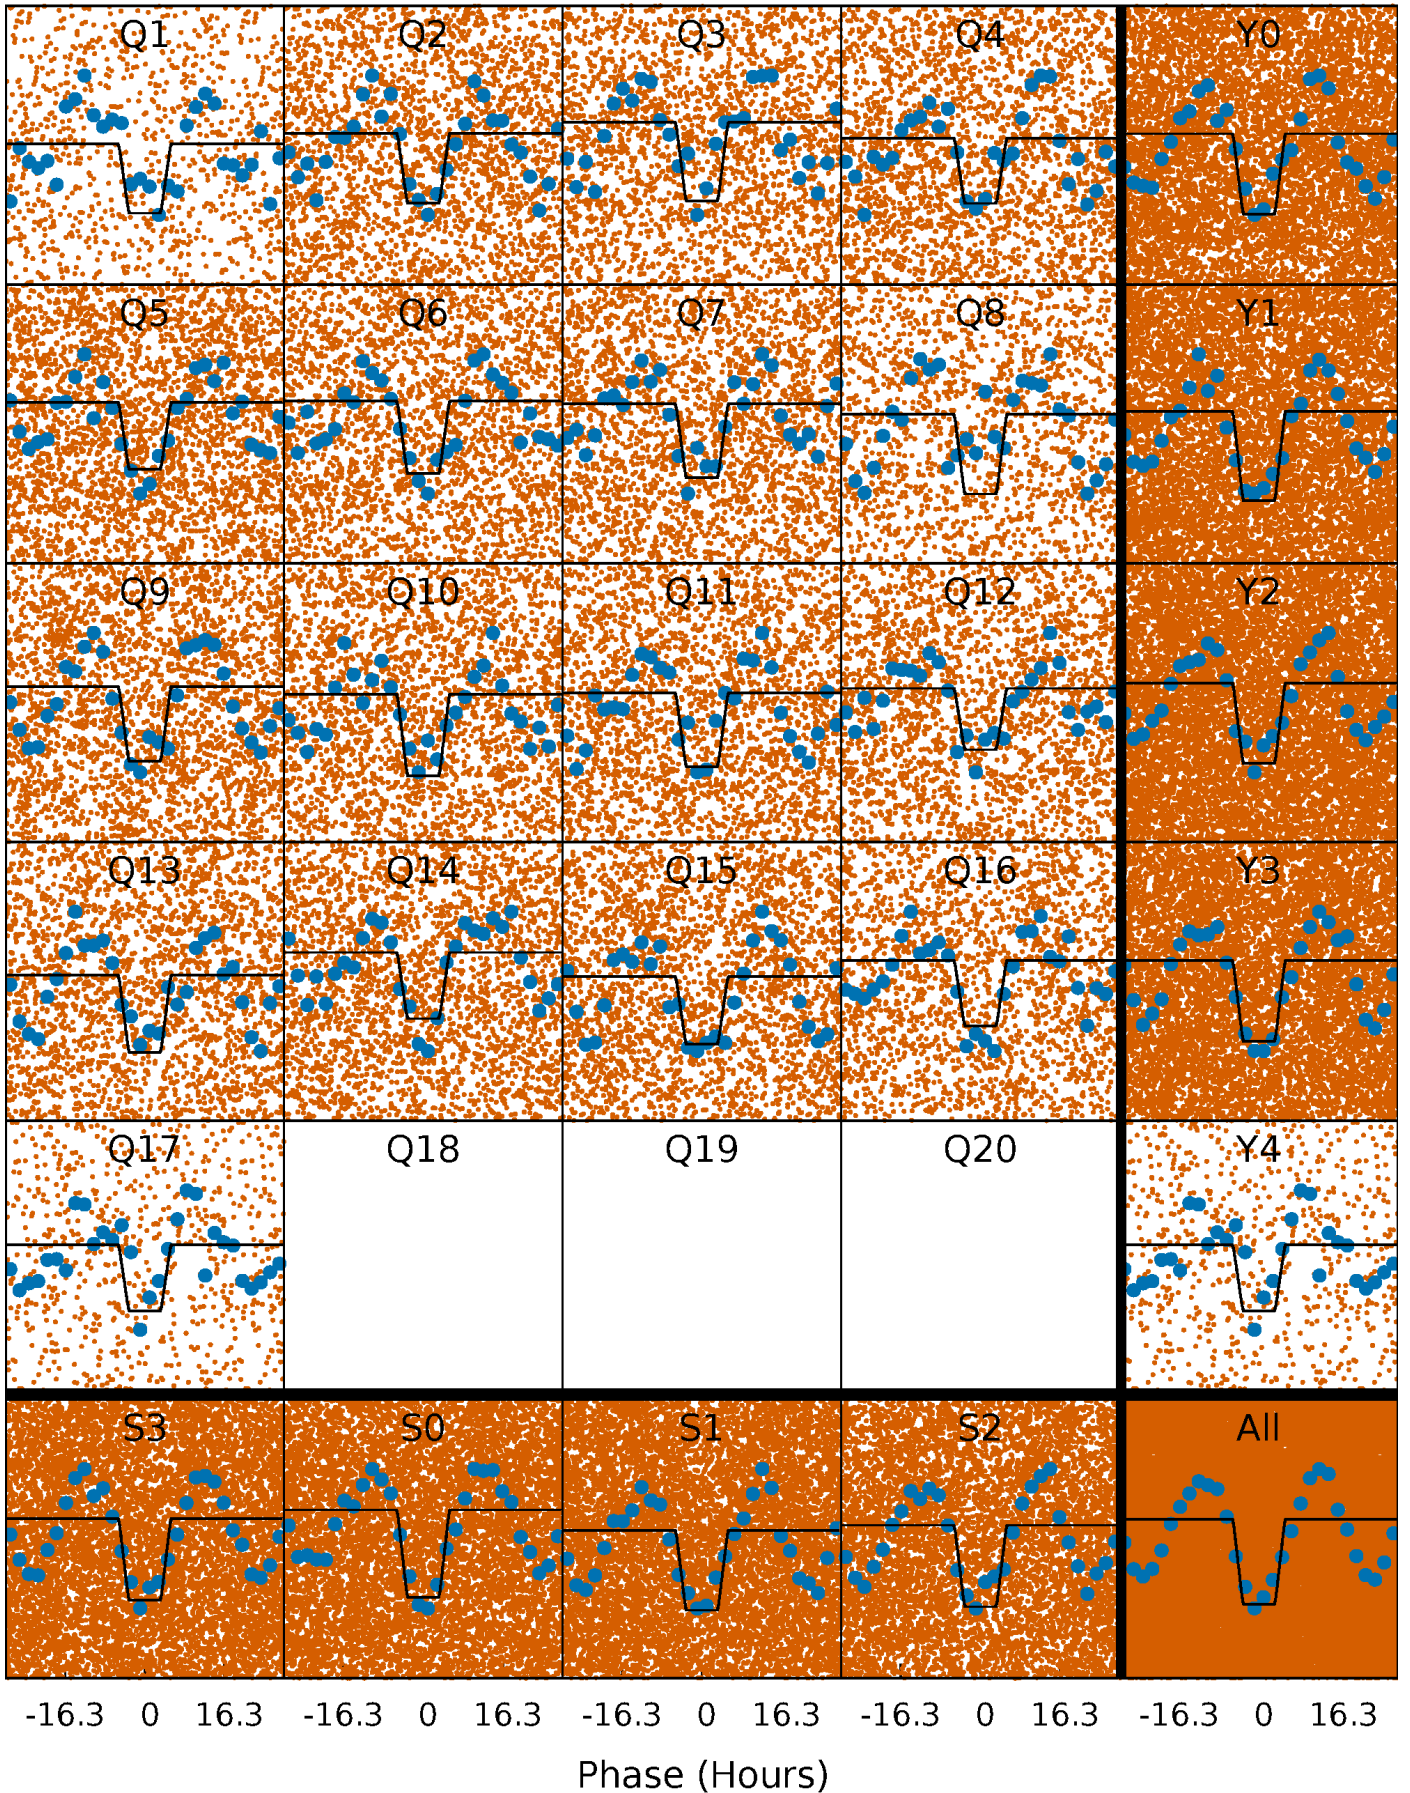 Q1 Q2 Q3 Q4 Y0
Q5 Q6 Q7 Q8 Y1
Q9 Q10 Q11 Q12 Y2
Q13 Q14 Q15 Q16 Y3
Q17 Q18 Q19 Q20 Y4
S3 S0 S1 S2 All
-16.3 0 16.3 -16.3 0 16.3 -16.3 0 16.3 -16.3 0 16.3 -16.3 0 16.3
Phase (Hours)